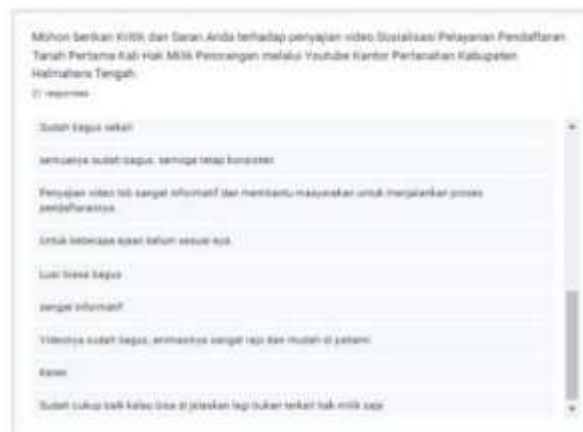 Mohon berikan Kritik dan Saran Anda terhadap penyajian video Sosialisasi Pelayanan Pendaftaran
Tanah Pertama Kali Hak Milik Perorangan melalui Youtube Kantor Pertanahan Kabupaten
Halmahera Tengah.
responses
Sudah bagus sekali
semuanya sudah bagus, semoga tetap konsisten
Penyajian video tsb sangat informatif dan membantu masyarakat untuk menjalankan proses
pendaftarannya
Untuk beberapa ejaan belum sesuai eyd
Luar biasa bagus
sangat informatif
Videonya sudah bagus, animasinya sangat rapi dan mudah di pahami
Keren
Sudah cukup baik kalau bisa di jelaskan lagi bukan terkait hak milik saja